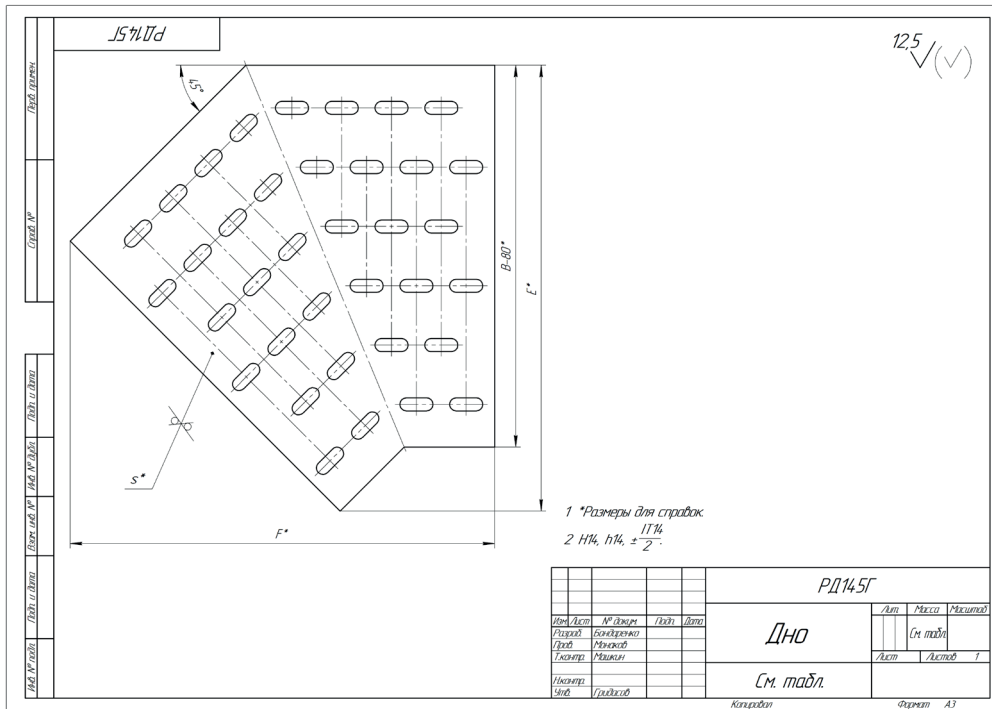 РД145Г
12,5
45°
B-80*
E*
F*
s*
Перв. примен.
Справ. №
Подп. и дата
Инв. № дубл.
Взам. инв. №
Подп. и дата
Инв. № подл.
1 *Размеры для справок.
2 H14, h14, ± IT14
2
РД145Г
Изм. Лист № докум. Подп. Дата
Разраб. Бондаренко
Пров. Монаков
Т.контр. Машкин
Н.контр.
Утв. Гридасов
Дно
См. табл.
Лит. Масса Масштаб
См. табл.
Лист Листов 1
Копировал Формат А3